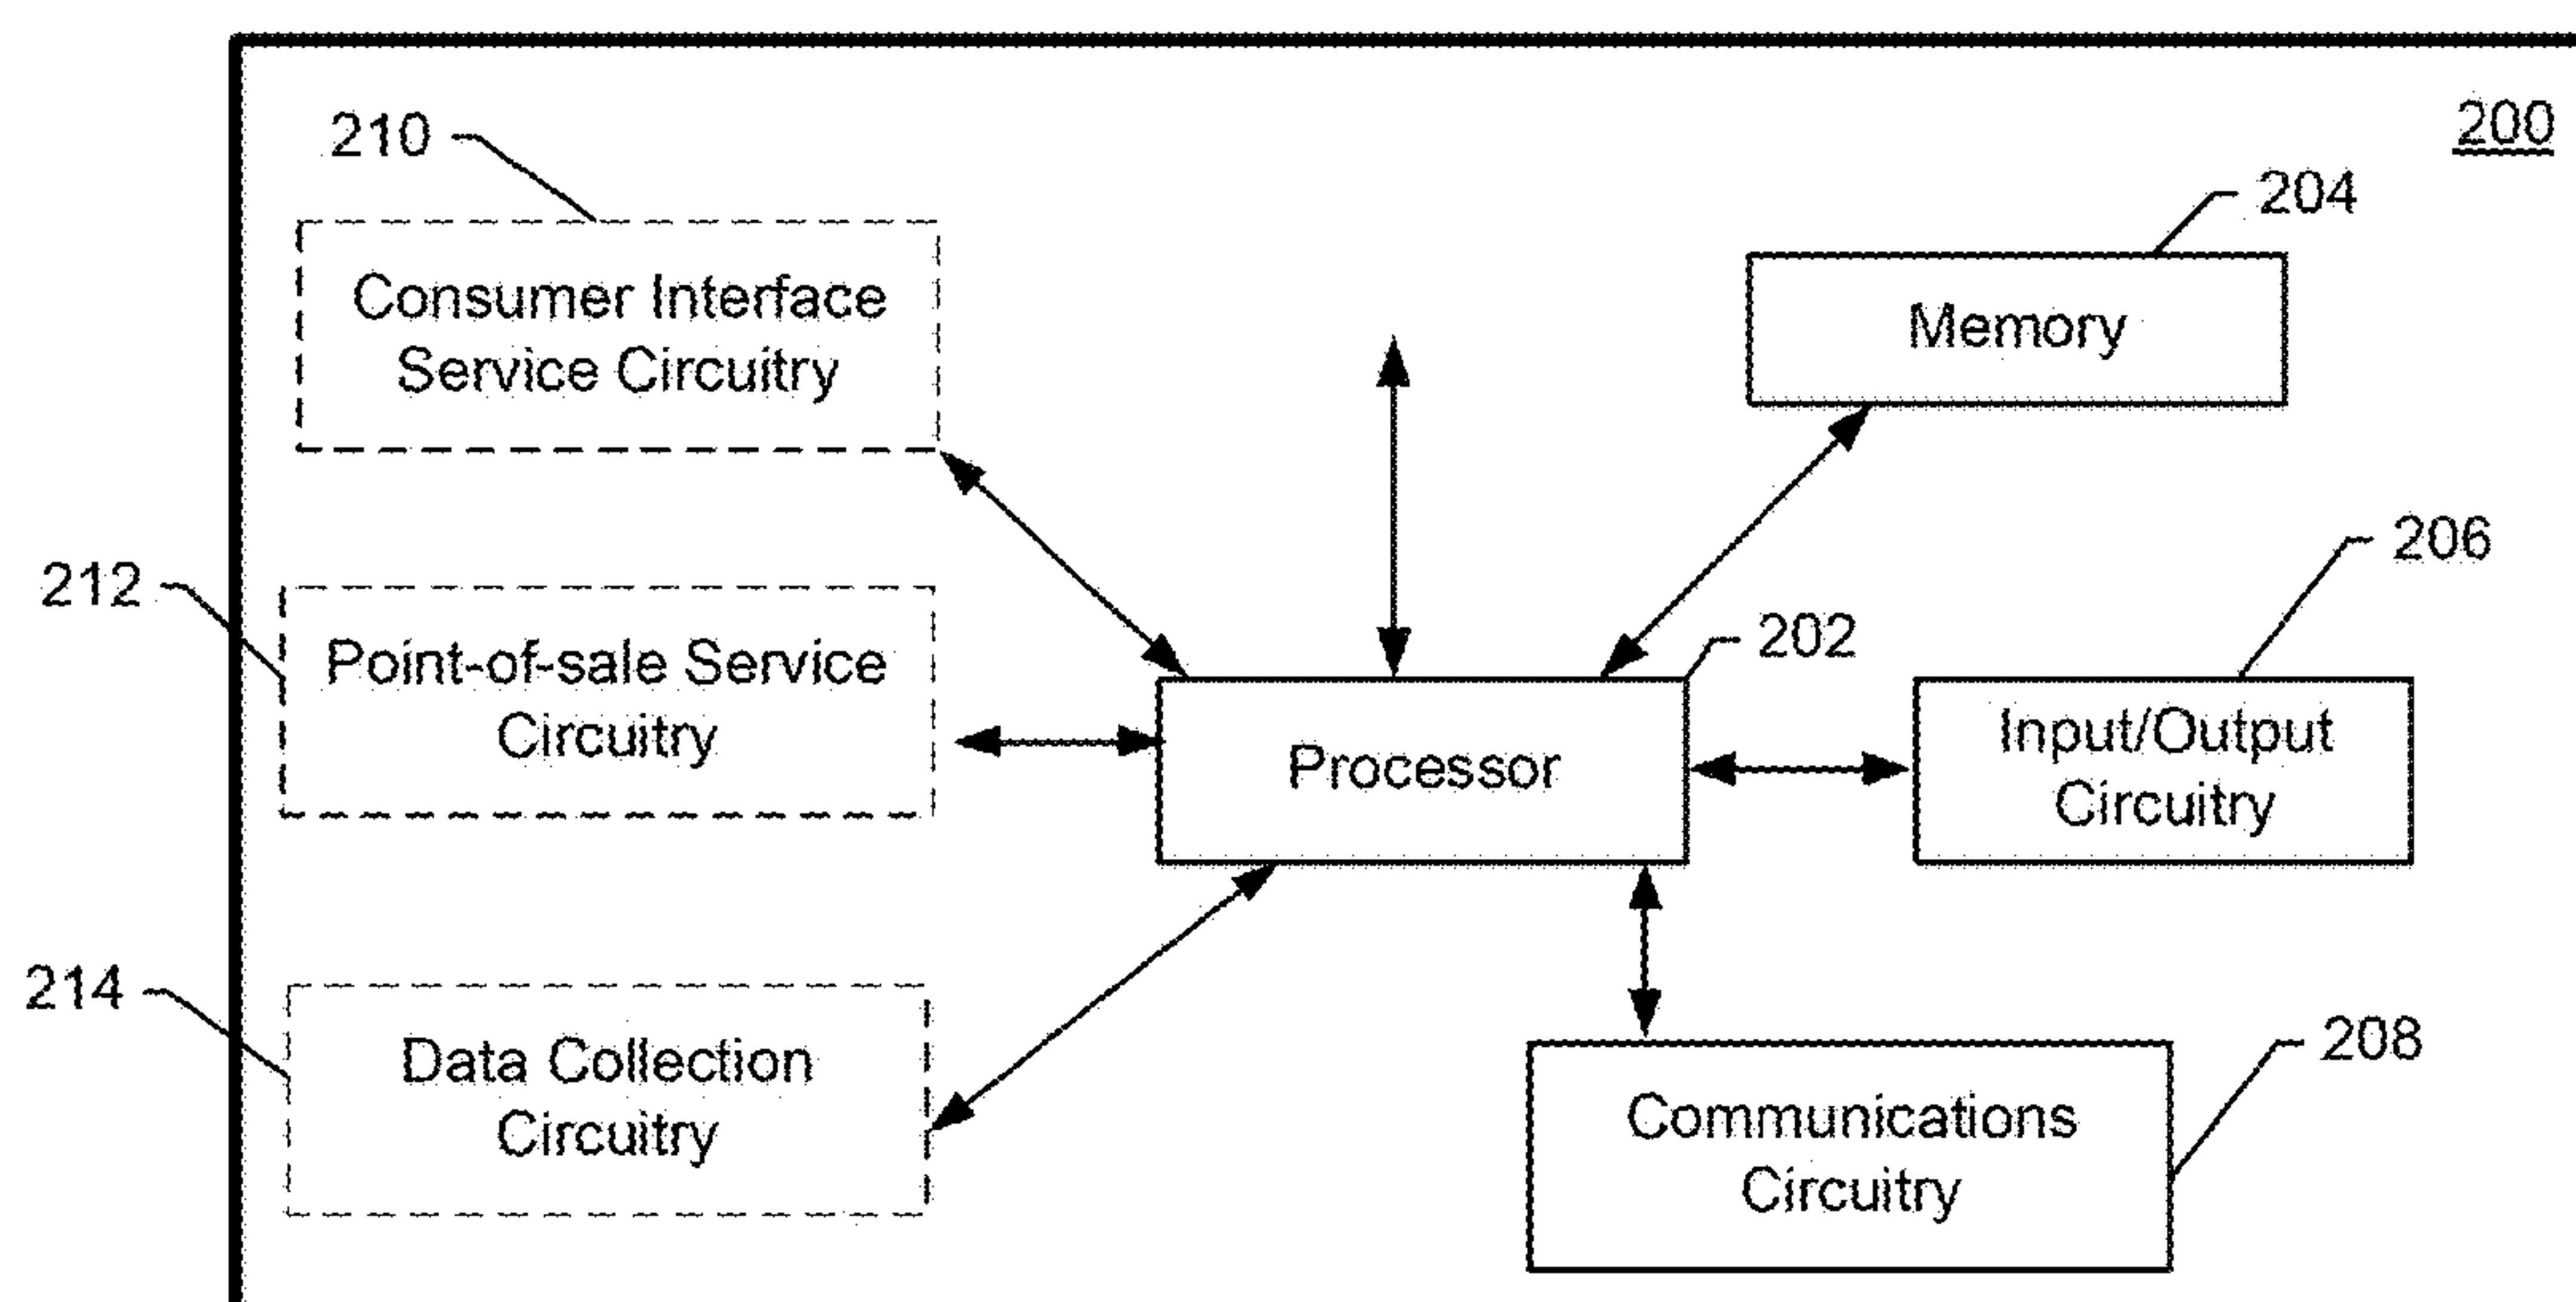 200
210
204
Consumer Interface
Service Circuitry
Memory
206
212
202
Point-of-sale Service
Circuitry
Processor
Input/Output
Circuitry
214
Data Collection
Circuitry
208
Communications
Circuitry